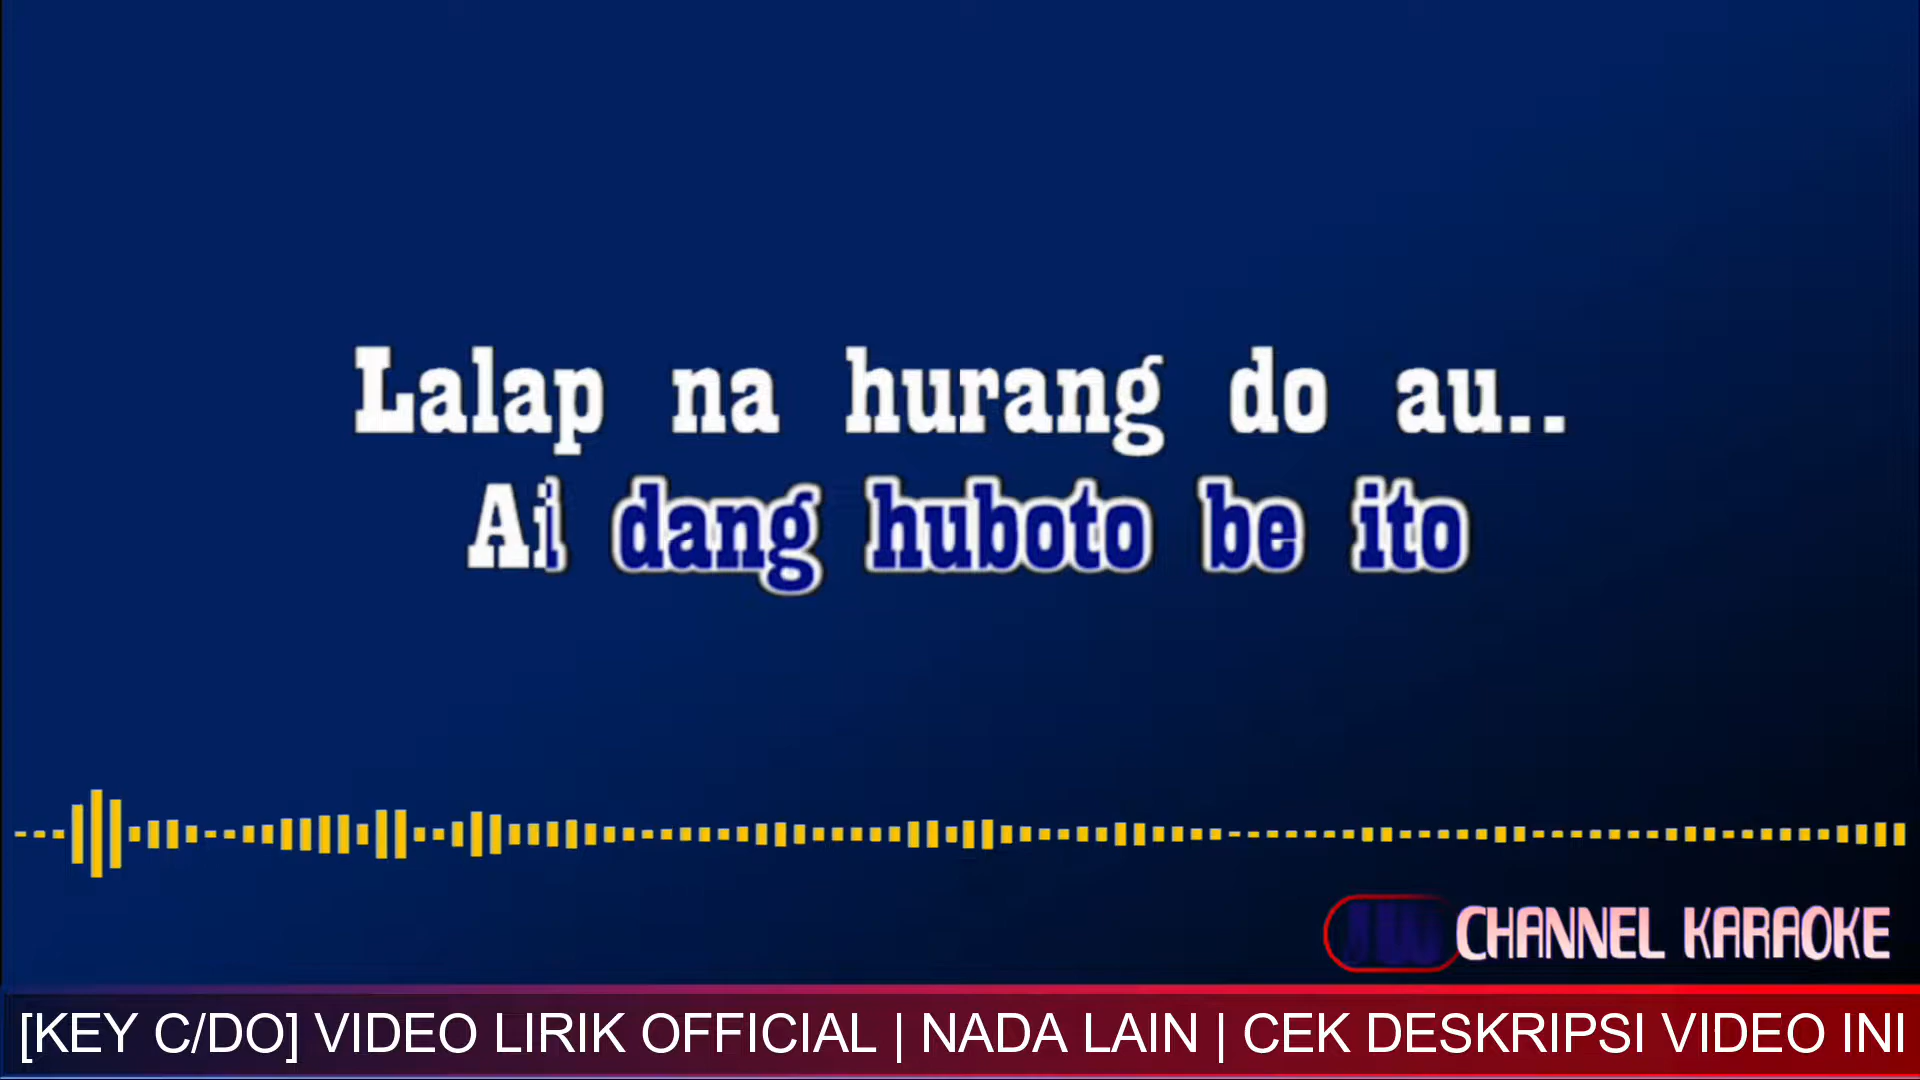 Lalap na hurang do au..
Ai dang huboto be ito
CHANNEL KARAOKE
[KEY C/DO] VIDEO LIRIK OFFICIAL | NADA LAIN | CEK DESKRIPSI VIDEO INI